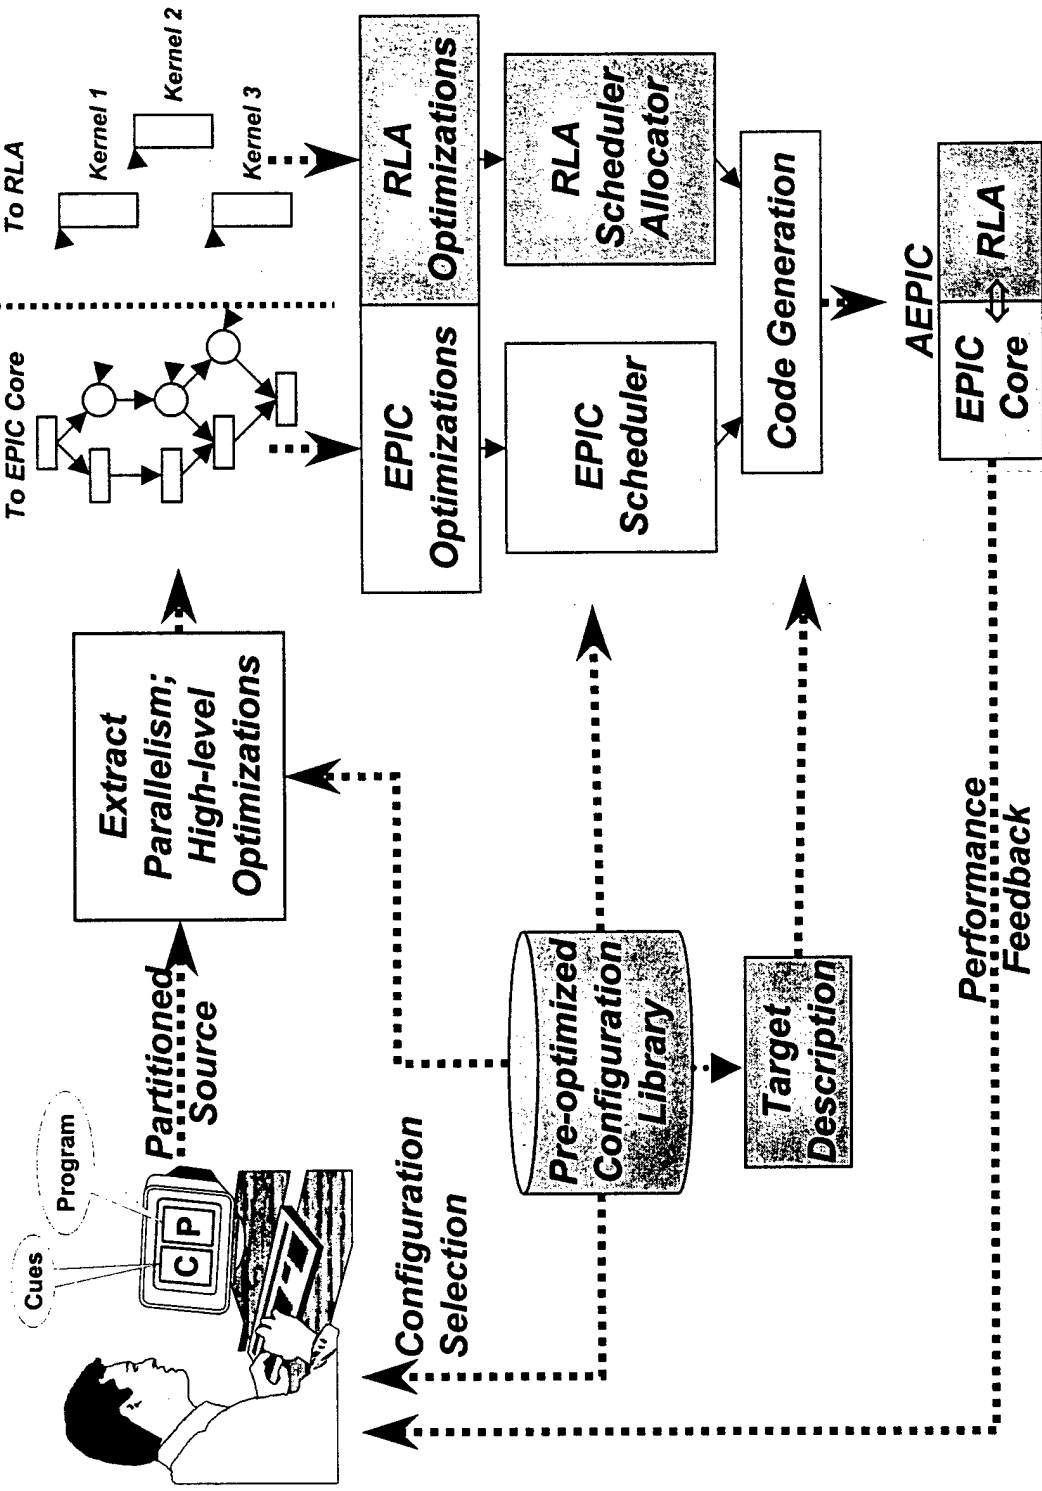 Cues
Program
C P
Partitioned
Source
Extract
Parallelism;
High-level
Optimizations
To EPIC Core
To RLA
Kernel 1
Kernel 2
Kernel 3
EPIC
Optimizations
RLA
Optimizations
Configuration
Selection
Pre-optimized
Configuration
Library
EPIC
Scheduler
RLA
Scheduler
Allocator
Target
Description
Code Generation
AEPIC
EPIC
Core
RLA
Performance
Feedback